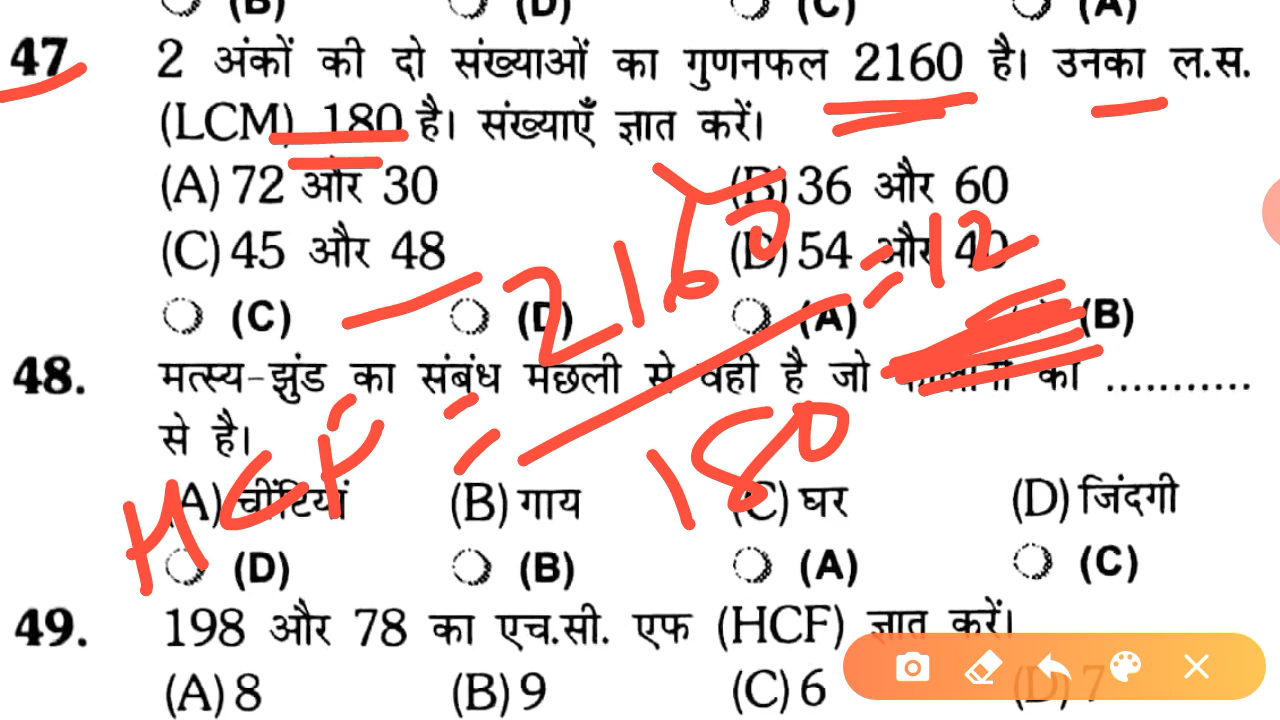 (B) (D) (C) (A)
47 2 अंकों की दो संख्याओं का गुणनफल 2160 है। उनका ल.स.
(LCM) 180 है। संख्याएँ ज्ञात करें।
(A) 72 और 30 (B) 36 और 60
(C) 45 और 48 (D) 54 और 40
(C) (D) (A) (B)
48. मत्स्य-झुंड का संबंध मछली से वही है जो का ...........
से है।
(A) चींटियां (B) गाय (C) घर (D) जिंदगी
(D) (B) (A) (C)
49. 198 और 78 का एच.सी. एफ (HCF) ज्ञात करें।
(A) 8 (B) 9 (C) 6 (D) 7
HCF = 2160 / 180 = 12